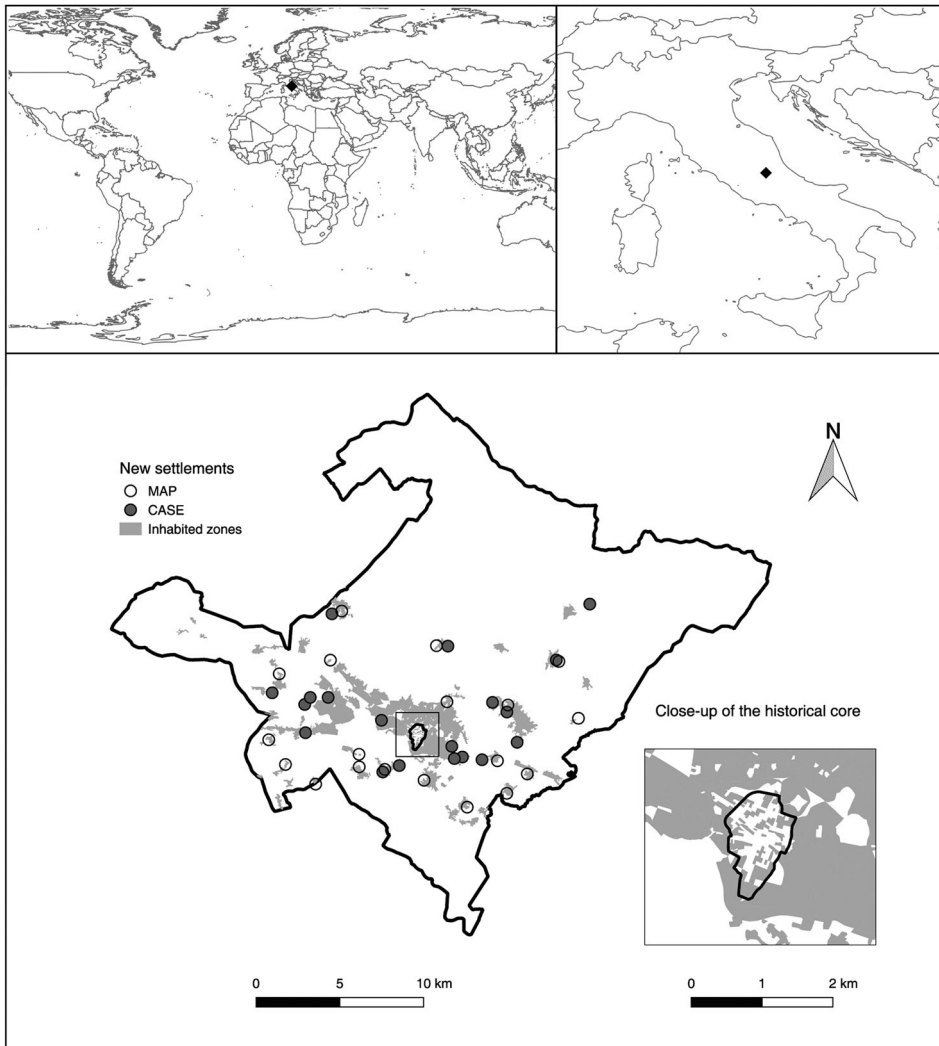 New settlements
MAP
CASE
Inhabited zones
N
Close-up of the historical core
0 5 10 km
0 1 2 km